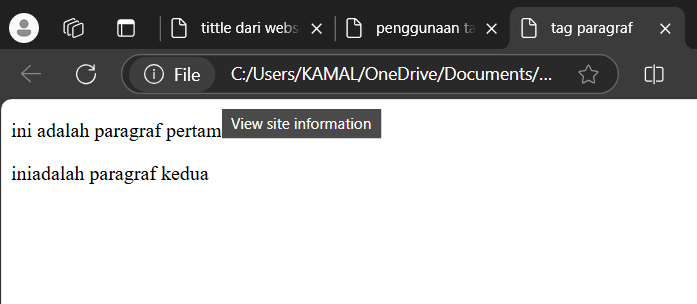 tittle dari webs
penggunaan ta
tag paragraf
File C:/Users/KAMAL/OneDrive/Documents/...
View site information
ini adalah paragraf pertam
iniadalah paragraf kedua